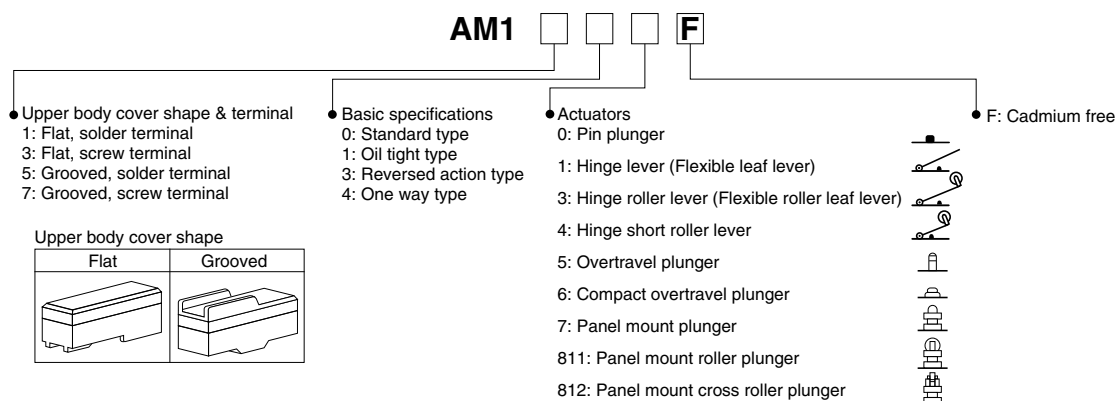 AM1 F
Upper body cover shape & terminal
1: Flat, solder terminal
3: Flat, screw terminal
5: Grooved, solder terminal
7: Grooved, screw terminal
Basic specifications
0: Standard type
1: Oil tight type
3: Reversed action type
4: One way type
Actuators
0: Pin plunger
1: Hinge lever (Flexible leaf lever)
3: Hinge roller lever (Flexible roller leaf lever)
4: Hinge short roller lever
5: Overtravel plunger
6: Compact overtravel plunger
7: Panel mount plunger
811: Panel mount roller plunger
812: Panel mount cross roller plunger
F: Cadmium free
Upper body cover shape
Flat Grooved